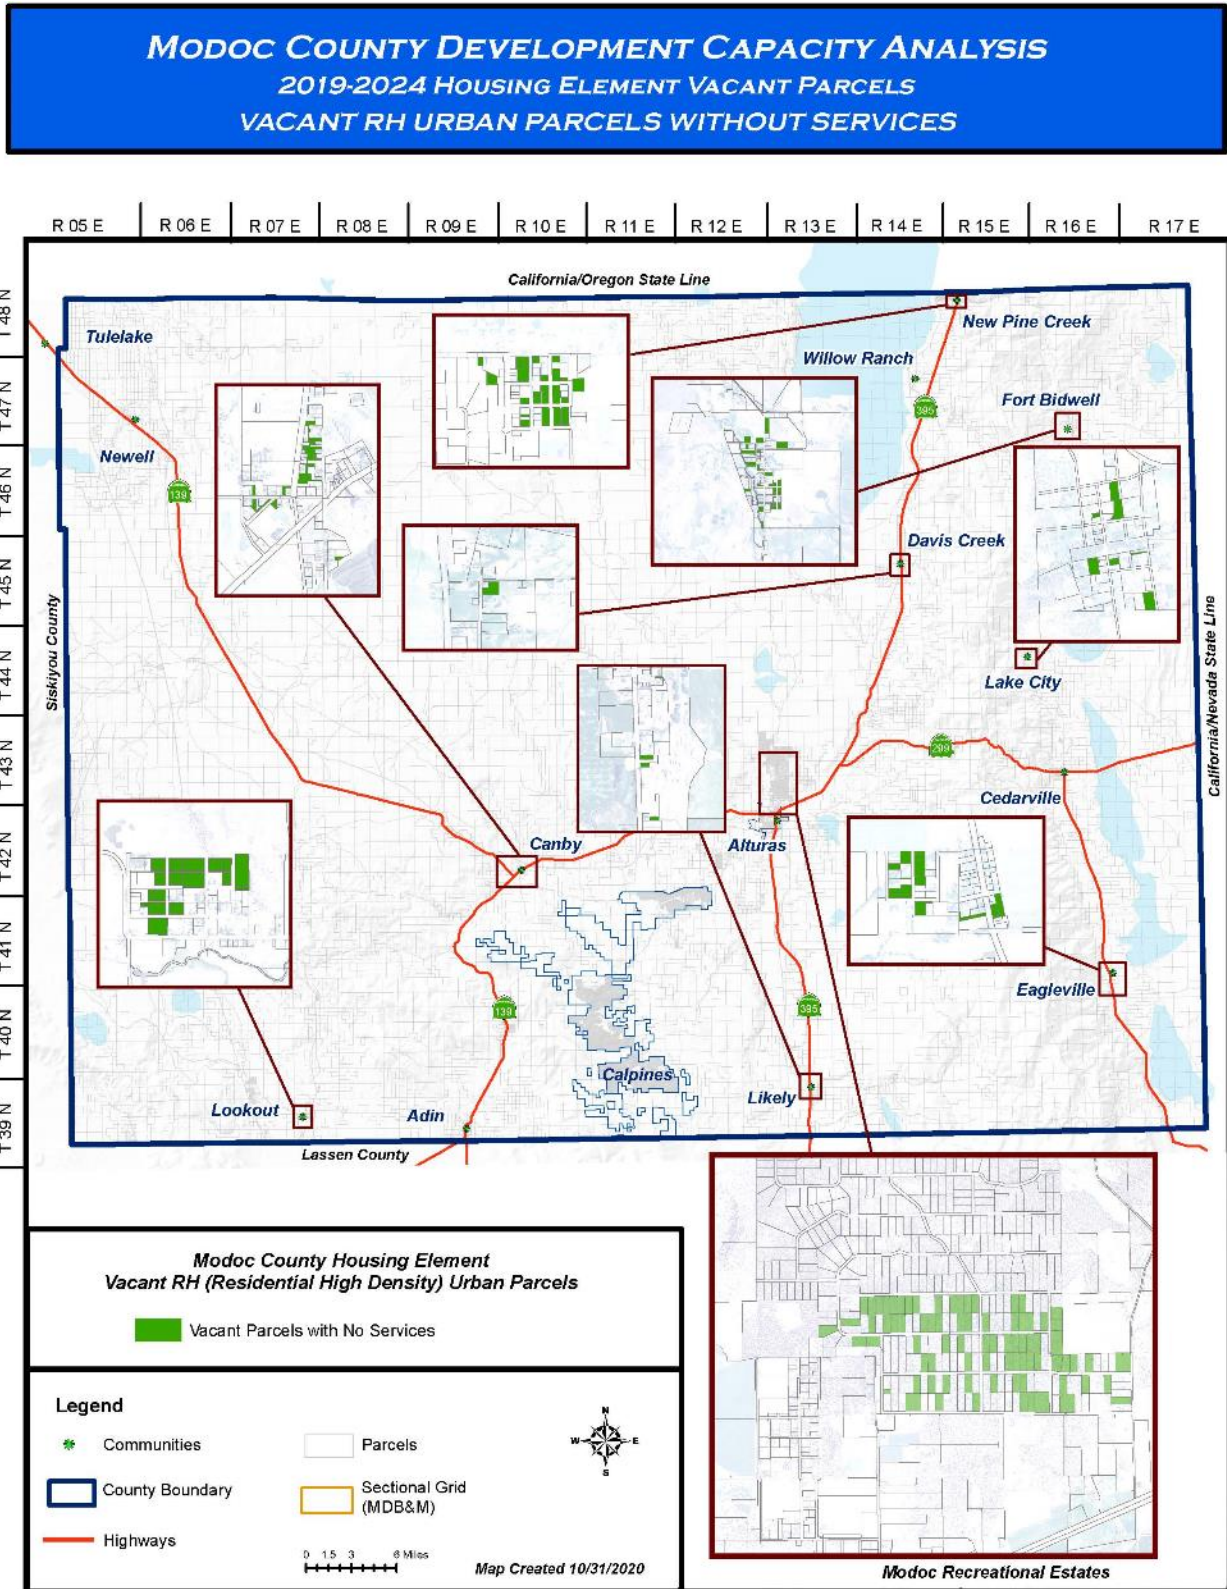 MODOC COUNTY DEVELOPMENT CAPACITY ANALYSIS
2019-2024 HOUSING ELEMENT VACANT PARCELS
VACANT RH URBAN PARCELS WITHOUT SERVICES
R 05 E
R 06 E
R 07 E
R 08 E
R 09 E
R 10 E
R 11 E
R 12 E
R 13 E
R 14 E
R 15 E
R 16 E
R 17 E
T 48 N
T 47 N
T 46 N
T 45 N
T 44 N
T 43 N
T 42 N
T 41 N
T 40 N
T 39 N
California/Oregon State Line
Tulelake
New Pine Creek
Willow Ranch
395
Fort Bidwell
Newell
139
Davis Creek
Siskiyou County
Lake City
California/Nevada State Line
299
Cedarville
Canby
Alturas
Eagleville
139
395
Calpines
Likely
Lookout
Adin
Lassen County
Modoc County Housing Element
Vacant RH (Residential High Density) Urban Parcels
Vacant Parcels with No Services
Legend
Communities
Parcels
County Boundary
Sectional Grid
(MDB&M)
Highways
N
W
E
S
0 1.5 3 6 Miles
Map Created 10/31/2020
Modoc Recreational Estates